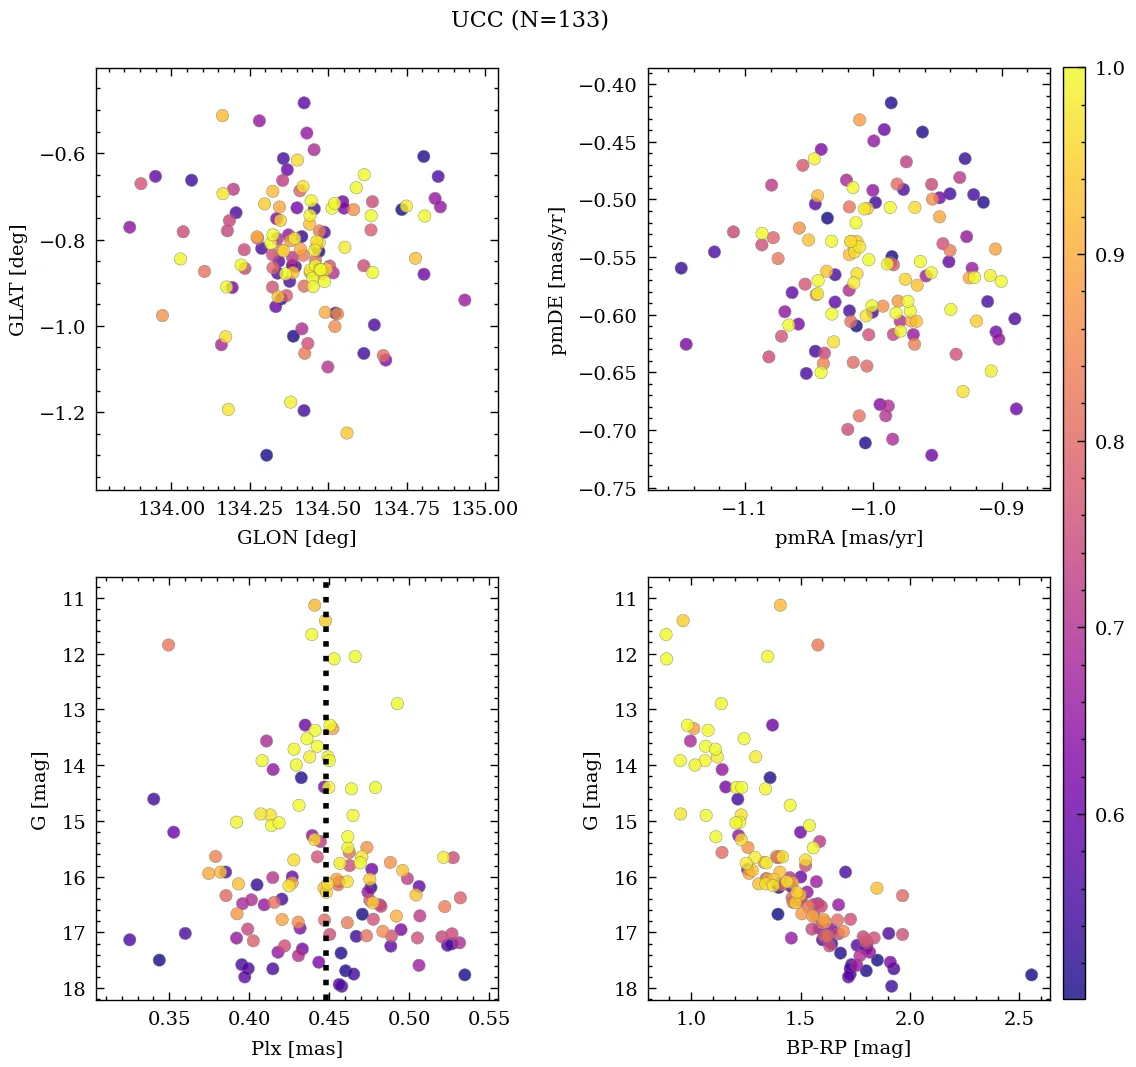 UCC (N=133)
−0.6
−0.8
−1.0
−1.2
GLAT [deg]
134.00 134.25 134.50 134.75 135.00
GLON [deg]
−0.40
−0.45
−0.50
−0.55
−0.60
−0.65
−0.70
−0.75
pmDE [mas/yr]
−1.1 −1.0 −0.9
pmRA [mas/yr]
11
12
13
14
15
16
17
18
G [mag]
0.35 0.40 0.45 0.50 0.55
Plx [mas]
11
12
13
14
15
16
17
18
G [mag]
1.0 1.5 2.0 2.5
BP-RP [mag]
1.0
0.9
0.8
0.7
0.6